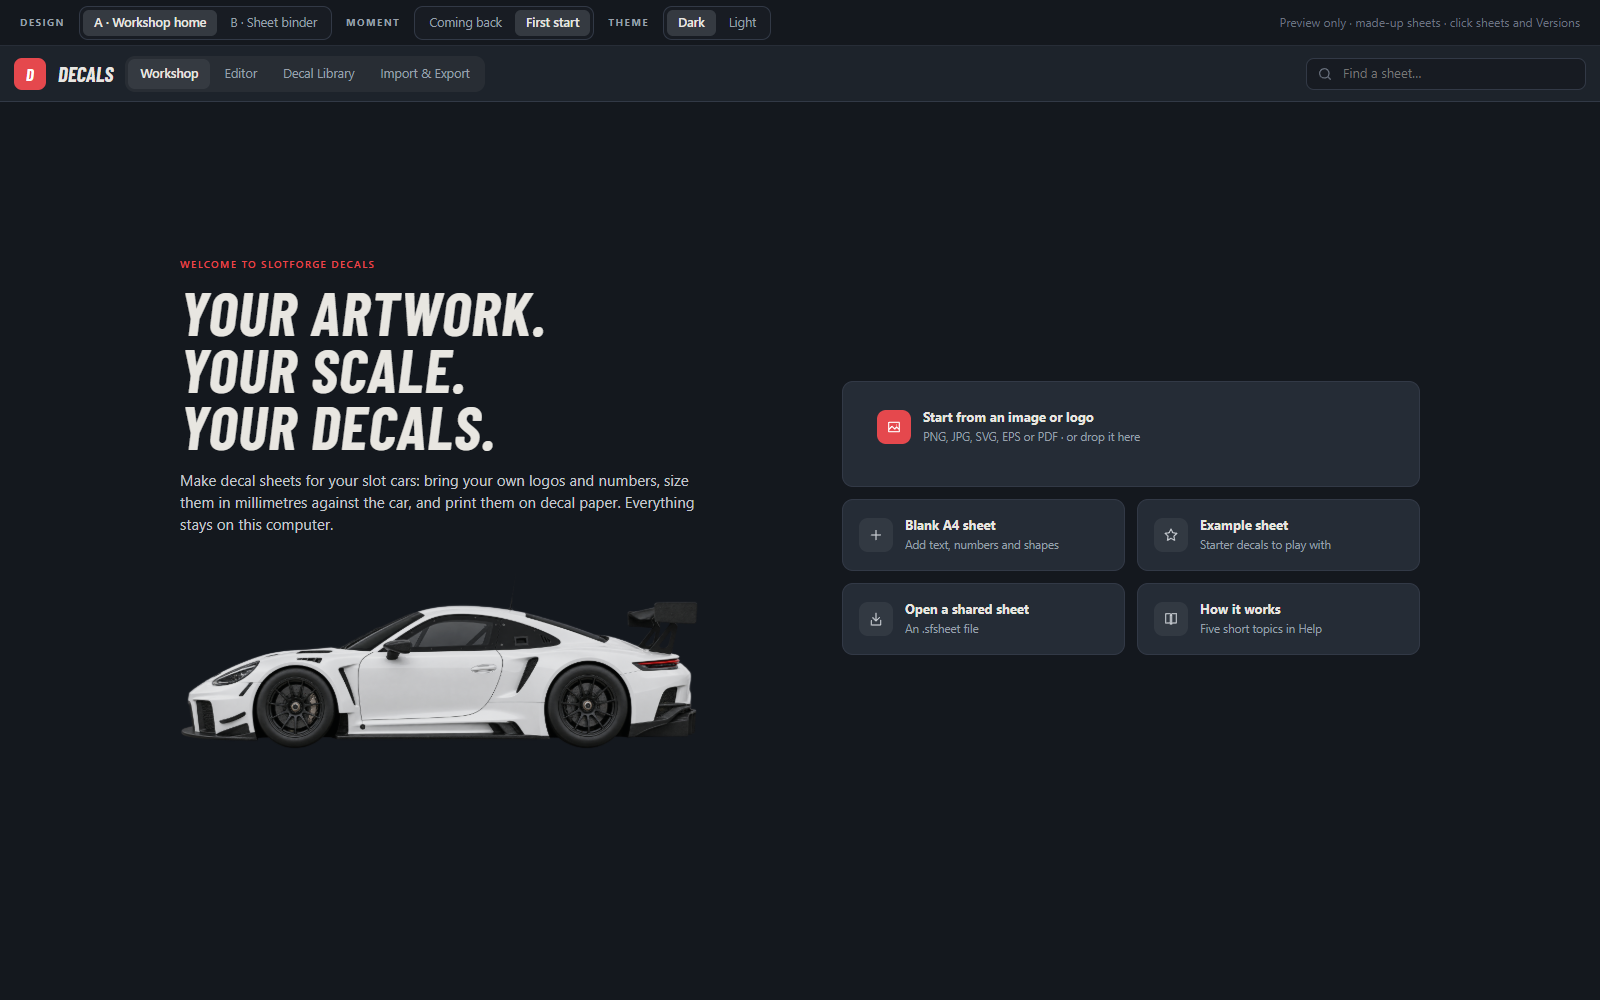 DESIGN A · Workshop home B · Sheet binder MOMENT Coming back First start THEME Dark Light Preview only · made-up sheets · click sheets and Versions
D DECALS Workshop Editor Decal Library Import & Export Find a sheet...
WELCOME TO SLOTFORGE DECALS
YOUR ARTWORK.
YOUR SCALE.
YOUR DECALS.
Make decal sheets for your slot cars: bring your own logos and numbers, size
them in millimetres against the car, and print them on decal paper. Everything
stays on this computer.
Start from an image or logo
PNG, JPG, SVG, EPS or PDF · or drop it here
Blank A4 sheet
Add text, numbers and shapes
Example sheet
Starter decals to play with
Open a shared sheet
An .sfsheet file
How it works
Five short topics in Help